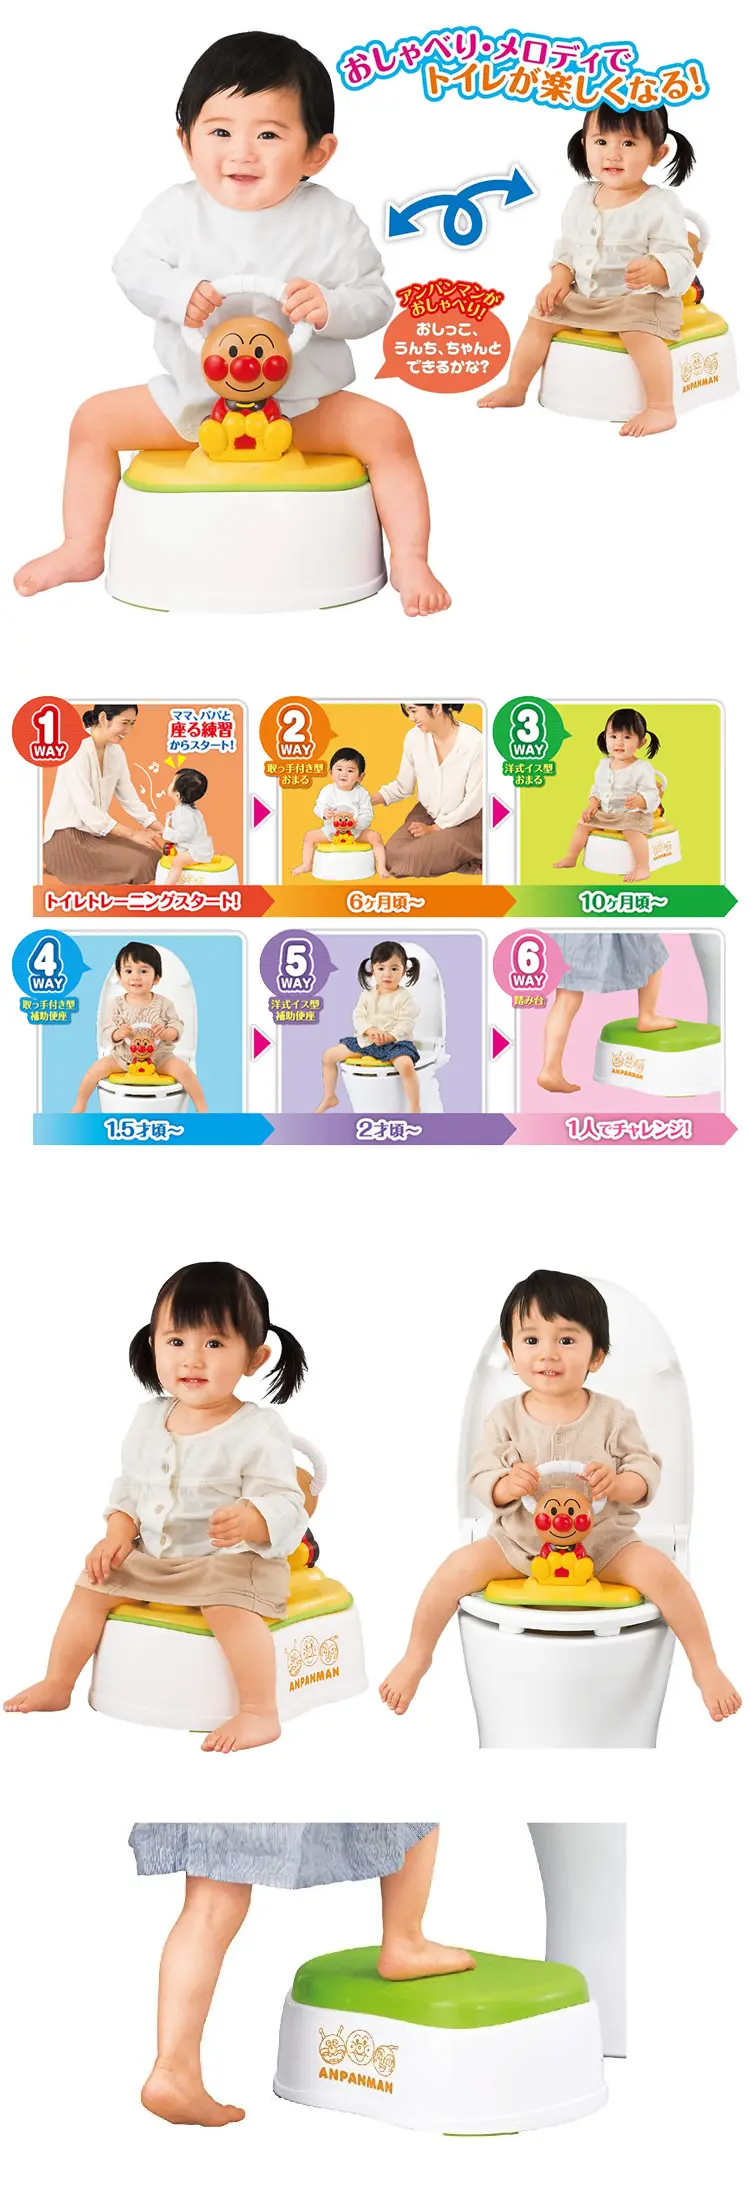 おしゃべり・メロディで
トイレが楽しくなる!
アンパンマンが
おしゃべり!
おしっこ、
うんち、ちゃんと
できるかな?
ANPANMAN
1
WAY
ママ、パパと
座る練習
からスタート!
トイレトレーニングスタート!
2
WAY
取っ手付き型
おまる
6ヶ月頃~
3
WAY
洋式イス型
おまる
ANPANMAN
10ヶ月頃~
4
WAY
取っ手付き型
補助便座
1.5才頃~
5
WAY
洋式イス型
補助便座
2才頃~
6
WAY
踏み台
ANPANMAN
1人でチャレンジ!
ANPANMAN
ANPANMAN